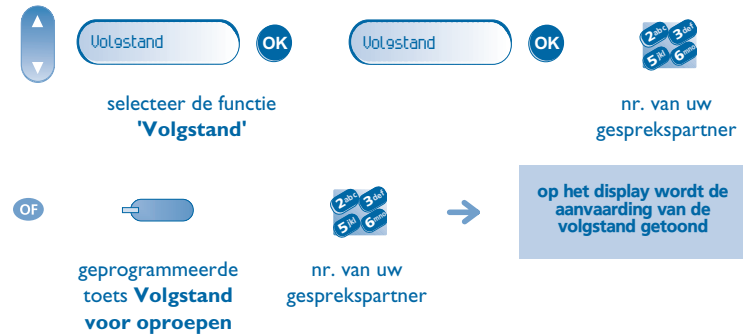 Volgstand OK Volgstand OK 2abc 3def 5jkl 6mno
selecteer de functie
'Volgstand'
nr. van uw
gesprekspartner
OF 2abc 3def 5jkl 6mno
op het display wordt de
aanvaarding van de
volgstand getoond
geprogrammeerde
toets Volgstand
voor oproepen
nr. van uw
gesprekspartner